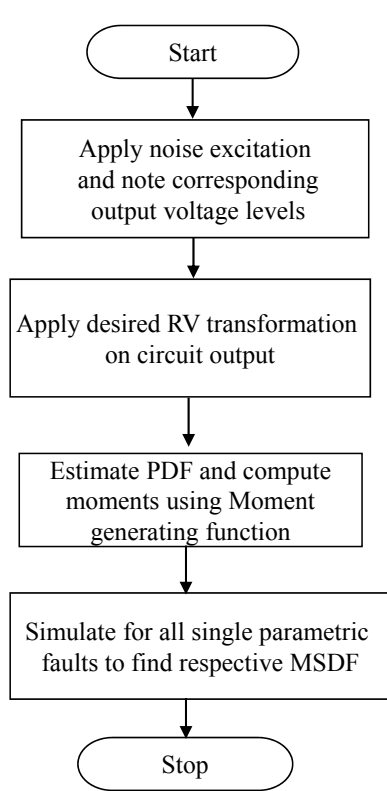 Start
Apply noise excitation
and note corresponding
output voltage levels
Apply desired RV transformation
on circuit output
Estimate PDF and compute
moments using Moment
generating function
Simulate for all single parametric
faults to find respective MSDF
Stop